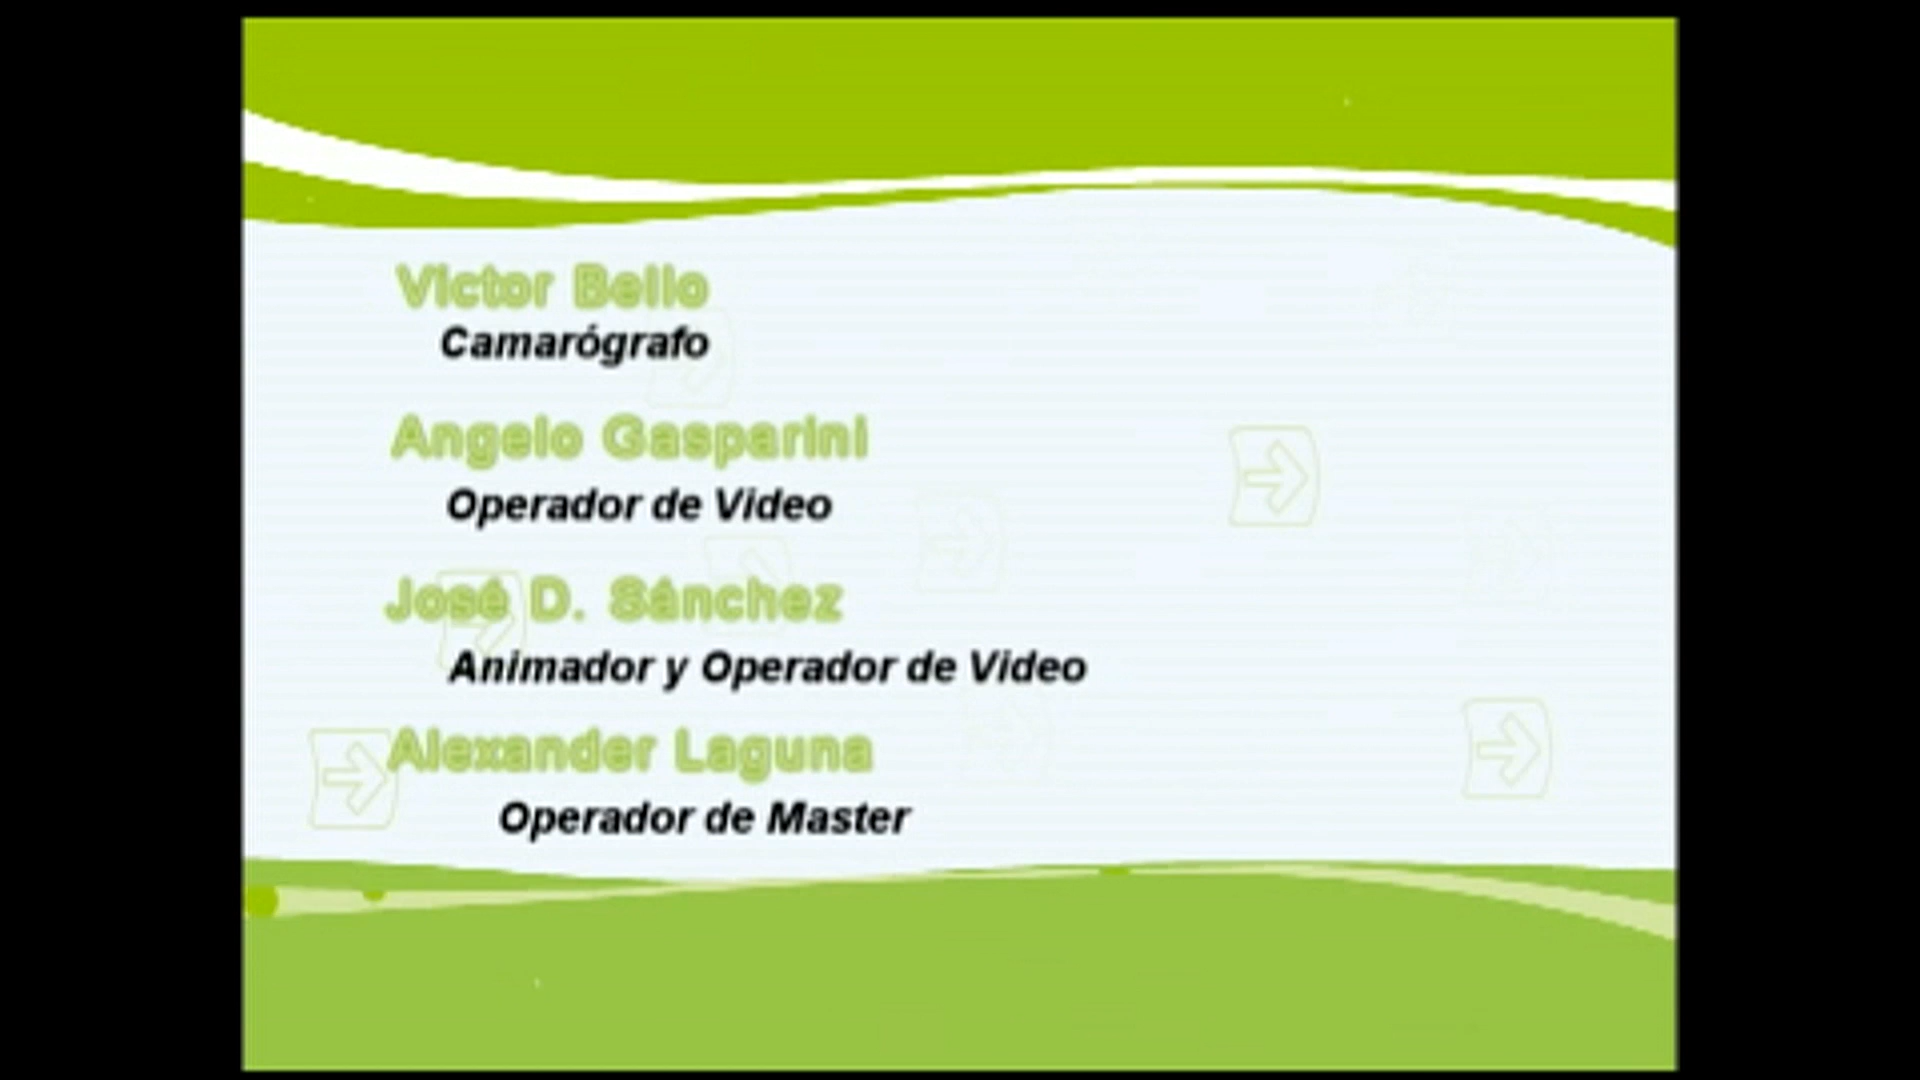 Victor Bello
Camarógrafo
Angelo Gasparini
Operador de Video
José D. Sánchez
Animador y Operador de Video
Alexander Laguna
Operador de Master